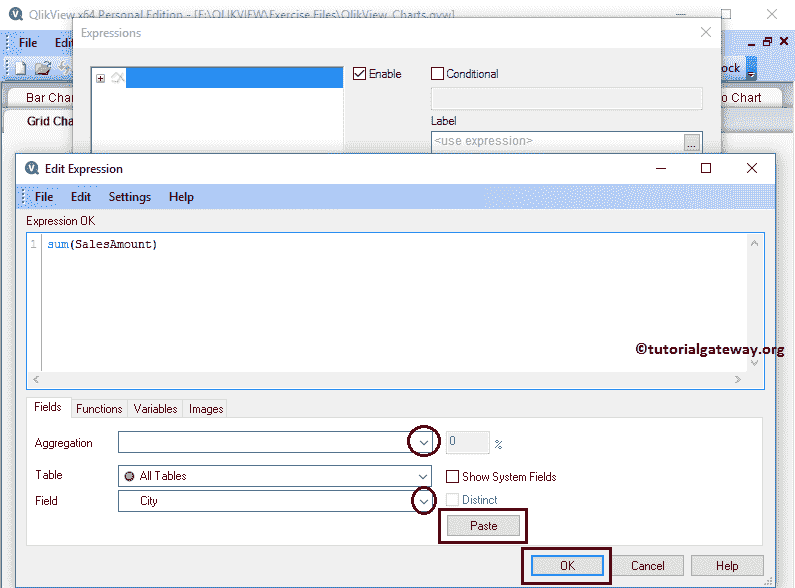 QlikView x64 Personal Edition - [E:\QLIKVIEW\Exercise Files\QlikView_Charts.qvw]
Expressions
File Edit
ock
Enable Conditional
Bar Char
o Chart
Label
Grid Cha
<use expression>
...
Edit Expression
File Edit Settings Help
Expression OK
1 sum(SalesAmount)
©tutorialgateway.org
Fields Functions Variables Images
Aggregation 0 %
Table All Tables Show System Fields
Field City Distinct
Paste
OK Cancel Help